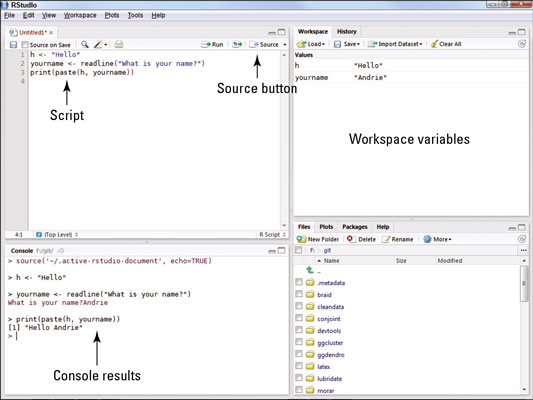 RStudio
File Edit View Workspace Plots Tools Help
Untitled1*
Source on Save Run Source
1 h <- "Hello"
2 yourname <- readline("What is your name?")
3 print(paste(h, yourname))
4
Source button
Script
4:1 (Top Level) R Script
Console F:/git/
> source('~/.active-rstudio-document', echo=TRUE)
> h <- "Hello"
> yourname <- readline("What is your name?")
What is your name?Andrie
> print(paste(h, yourname))
[1] "Hello Andrie"
>
Console results
Workspace History
Load Save Import Dataset Clear All
Values
h "Hello"
yourname "Andrie"
Workspace variables
Files Plots Packages Help
New Folder Delete Rename More
F: git
Name Size Modified
..
.metadata
braid
cleandata
conjoint
devtools
ggcluster
ggdendro
latex
lubridate
morar